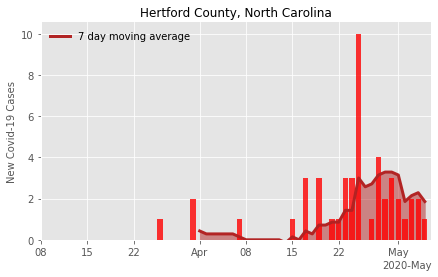 Hertford County, North Carolina
7 day moving average
New Covid-19 Cases
10
8
6
4
2
0
08 15 22 Apr 08 15 22 May
2020-May